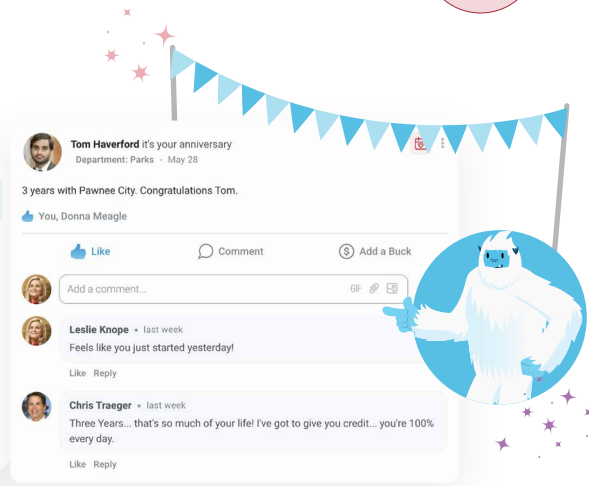 Tom Haverford it's your anniversary
Department: Parks · May 28
3 years with Pawnee City. Congratulations Tom.
You, Donna Meagle
Like
Comment
$ Add a Buck
Add a comment...
GIF
Leslie Knope • last week
Feels like you just started yesterday!
Like Reply
Chris Traeger • last week
Three Years... that's so much of your life! I've got to give you credit... you're 100%
every day.
Like Reply